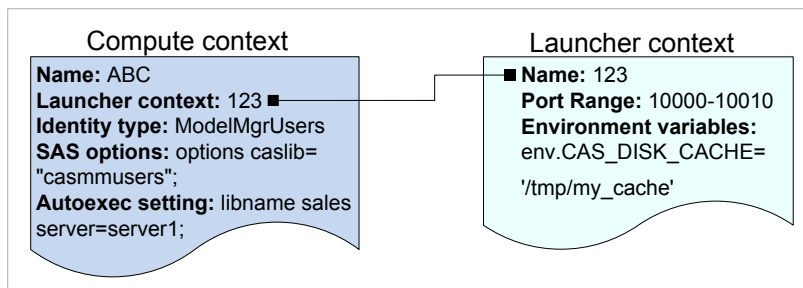 Compute context
Name: ABC
Launcher context: 123
Identity type: ModelMgrUsers
SAS options: options caslib=
"casmmusers";
Autoexec setting: libname sales
server=server1;
Launcher context
Name: 123
Port Range: 10000-10010
Environment variables:
env.CAS_DISK_CACHE=
'/tmp/my_cache'